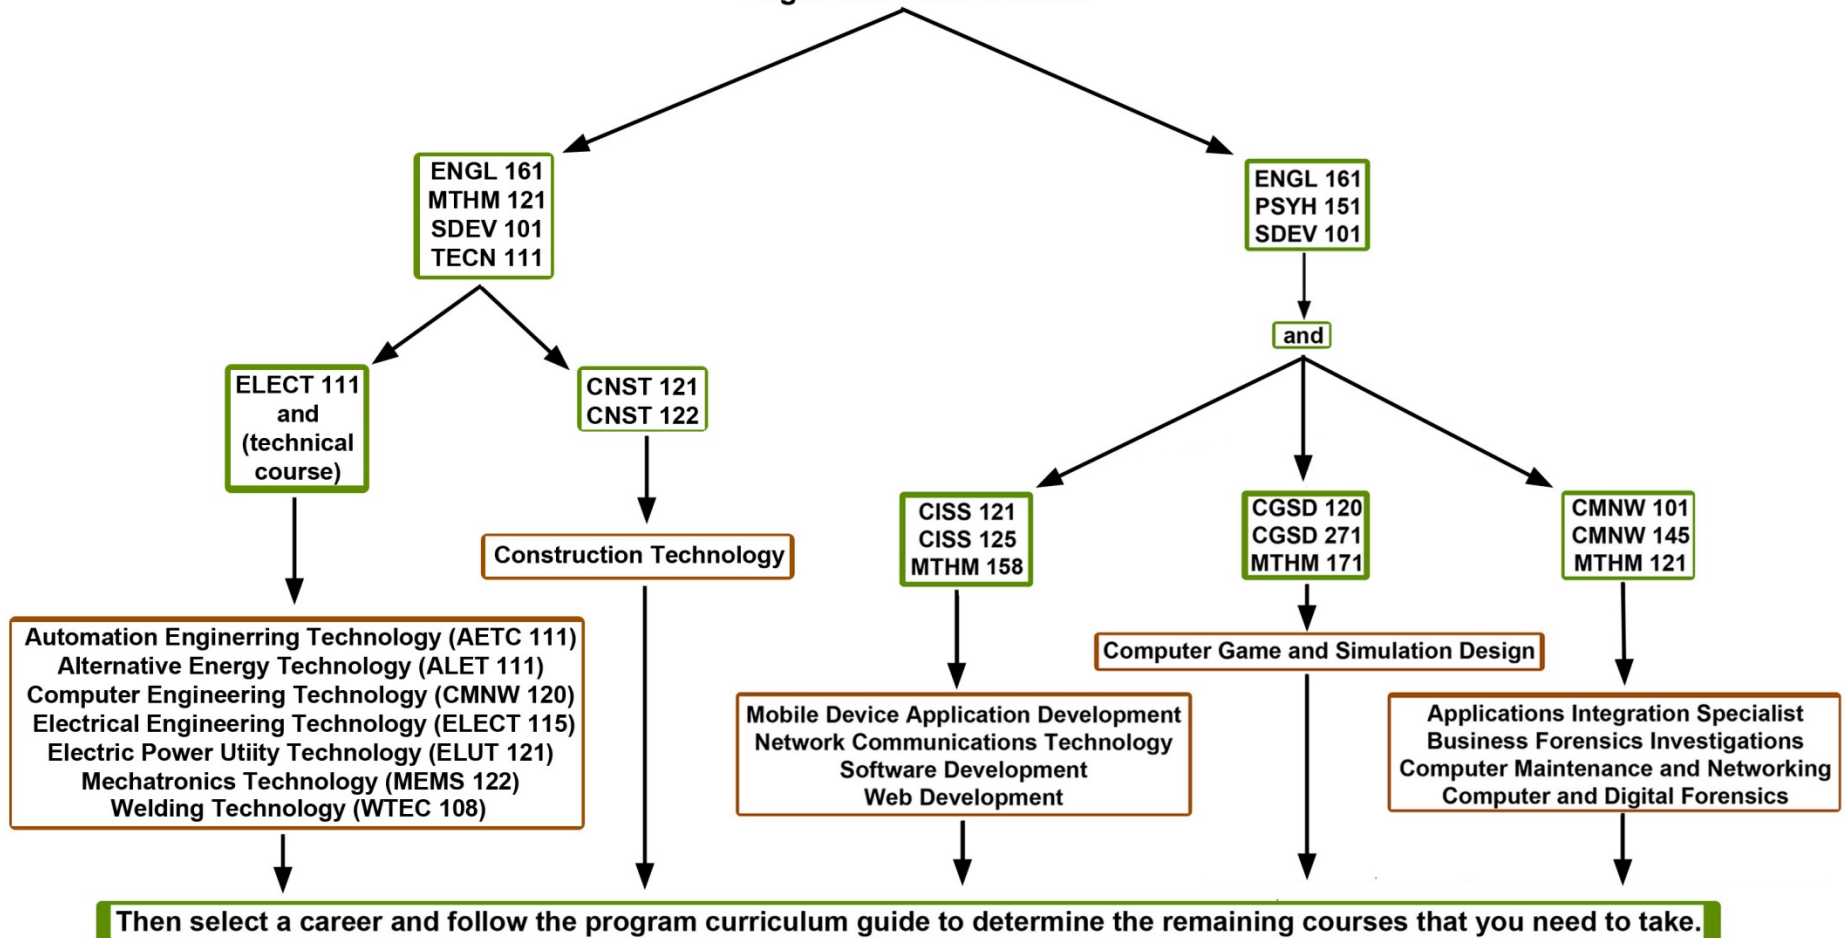 ENGL 161
MTHM 121
SDEV 101
TECN 111
ENGL 161
PSYH 151
SDEV 101
and
ELECT 111
and
(technical
course)
CNST 121
CNST 122
CISS 121
CISS 125
MTHM 158
CGSD 120
CGSD 271
MTHM 171
CMNW 101
CMNW 145
MTHM 121
Construction Technology
Automation Enginerring Technology (AETC 111)
Alternative Energy Technology (ALET 111)
Computer Engineering Technology (CMNW 120)
Electrical Engineering Technology (ELECT 115)
Electric Power Utiity Technology (ELUT 121)
Mechatronics Technology (MEMS 122)
Welding Technology (WTEC 108)
Computer Game and Simulation Design
Mobile Device Application Development
Network Communications Technology
Software Development
Web Development
Applications Integration Specialist
Business Forensics Investigations
Computer Maintenance and Networking
Computer and Digital Forensics
Then select a career and follow the program curriculum guide to determine the remaining courses that you need to take.